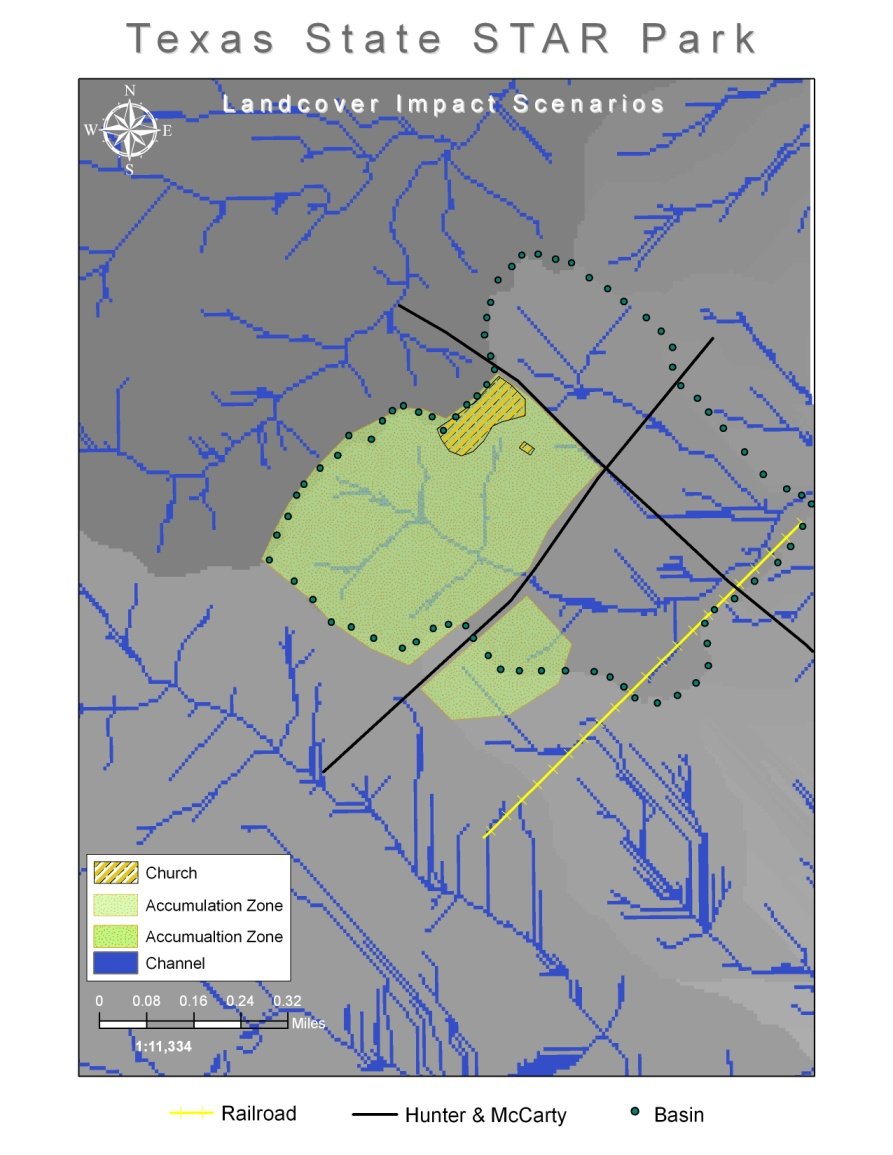 Texas State STAR Park
Landcover Impact Scenarios
N
W E
S
Church
Accumulation Zone
Accumualtion Zone
Channel
0 0.08 0.16 0.24 0.32
Miles
1:11,334
Railroad Hunter & McCarty Basin